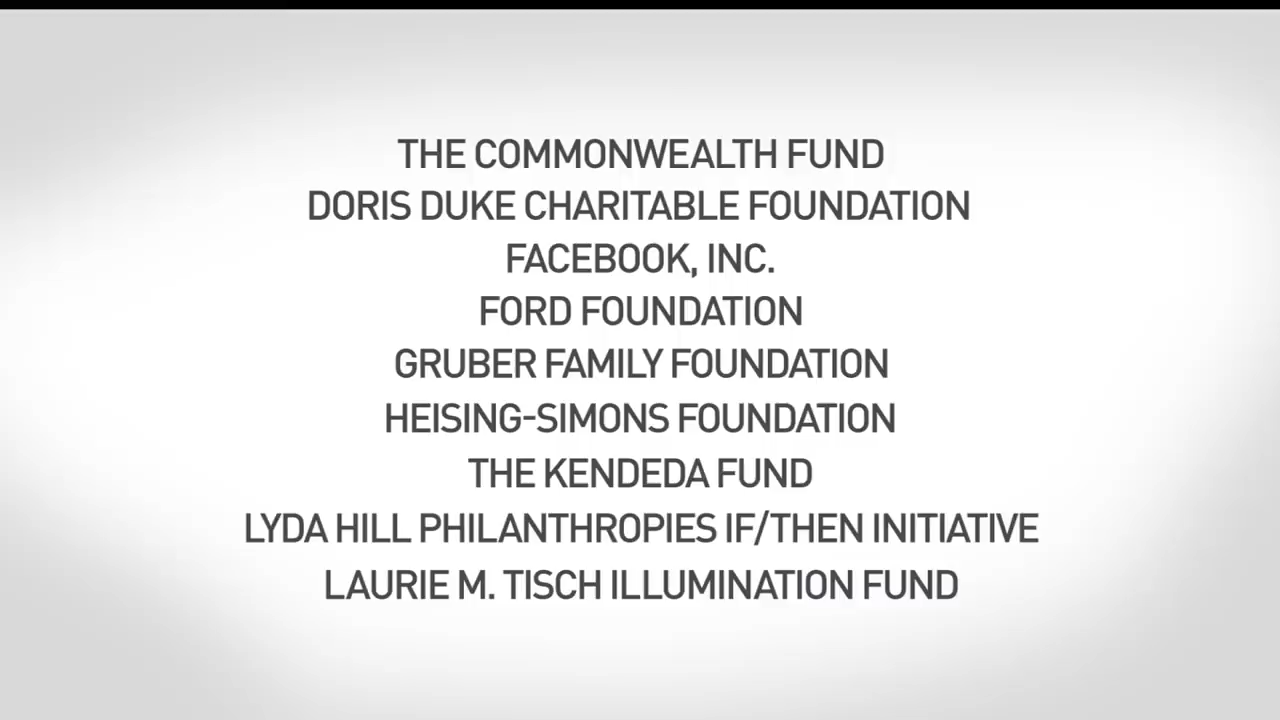 THE COMMONWEALTH FUND
DORIS DUKE CHARITABLE FOUNDATION
FACEBOOK, INC.
FORD FOUNDATION
GRUBER FAMILY FOUNDATION
HEISING-SIMONS FOUNDATION
THE KENDEDA FUND
LYDA HILL PHILANTHROPIES IF/THEN INITIATIVE
LAURIE M. TISCH ILLUMINATION FUND